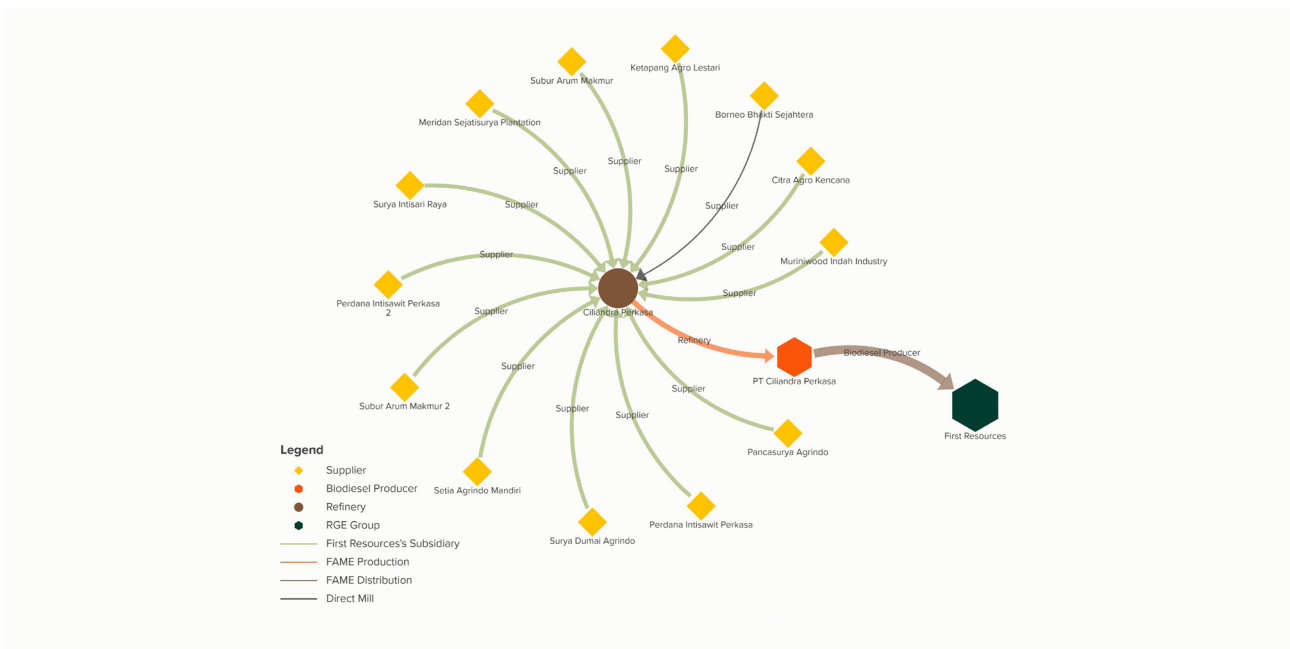 Ketapang Agro Lestari
Subur Arum Makmur
Borneo Bhakti Sejahtera
Meridan Sejatisurya Plantation
Supplier
Supplier
Supplier
Citra Agro Kencana
Surya Intisari Raya
Supplier
Supplier
Supplier
Supplier
Muriniwood Indah Industry
Supplier
Perdana Intisawit Perkasa
2
Supplier
Supplier
Ciliandra Perkasa
Refinery
Biodiesel Producer
Supplier
PT Ciliandra Perkasa
Supplier
Subur Arum Makmur 2
Supplier
Supplier
First Resources
Pancasurya Agrindo
Setia Agrindo Mandiri
Perdana Intisawit Perkasa
Surya Dumai Agrindo
Legend
Supplier
Biodiesel Producer
Refinery
RGE Group
First Resources's Subsidiary
FAME Production
FAME Distribution
Direct Mill